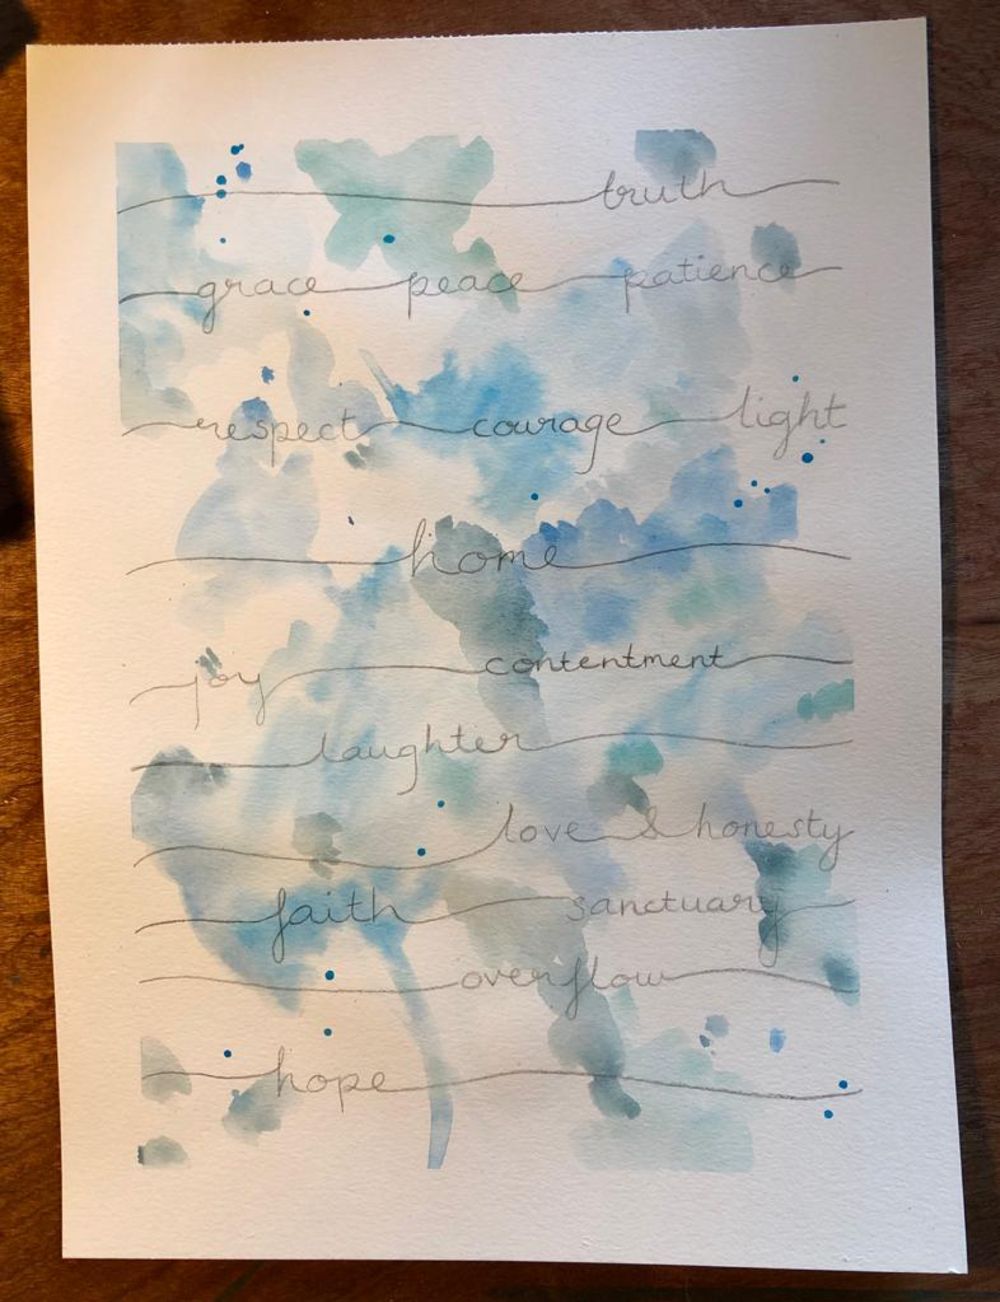 truth
grace peace patience
respect courage light
home
joy contentment
laughter
love & honesty
faith sanctuary
overflow
hope